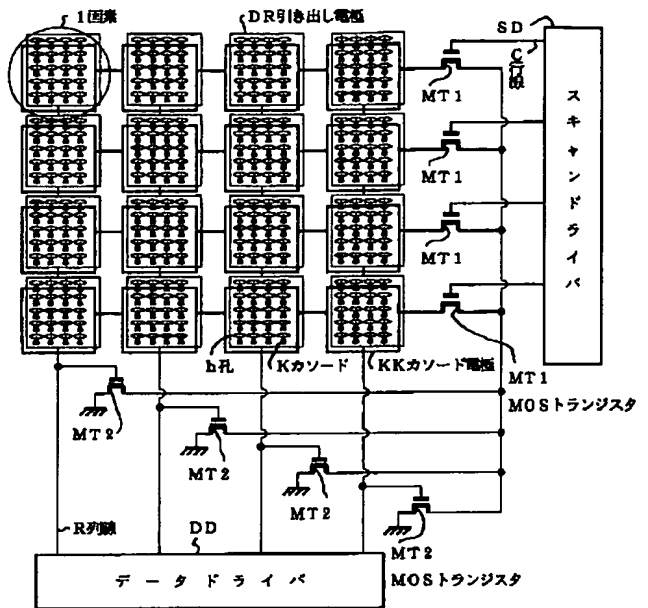 1画素
DR引き出し電極
SD
C行線
MT1
MT1
MT1
スキャンドライバ
h孔
Kカソード
KKカソード電極
MT1
MOSトランジスタ
MT2
MT2
MT2
MT2
R列線
DD
データドライバ
MOSトランジスタ